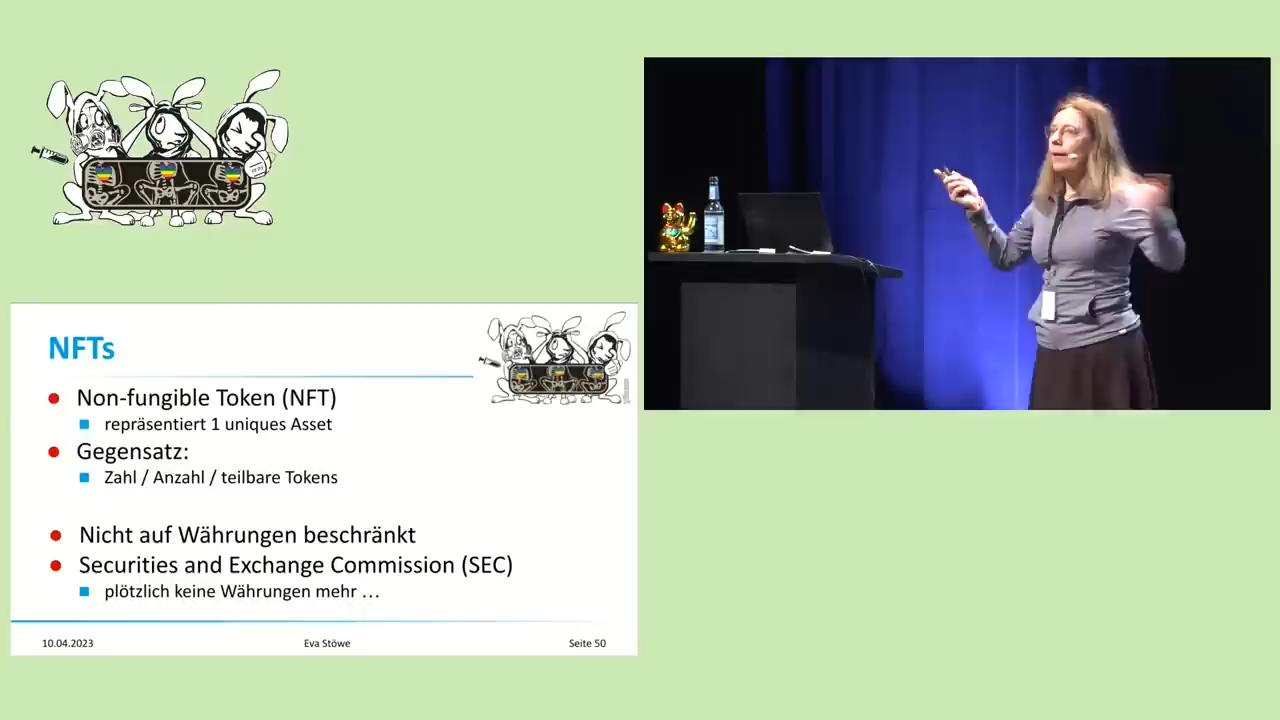 NFTs
Non-fungible Token (NFT)
repräsentiert 1 uniques Asset
Gegensatz:
Zahl / Anzahl / teilbare Tokens
Nicht auf Währungen beschränkt
Securities and Exchange Commission (SEC)
plötzlich keine Währungen mehr …
10.04.2023 Eva Stöwe Seite 50